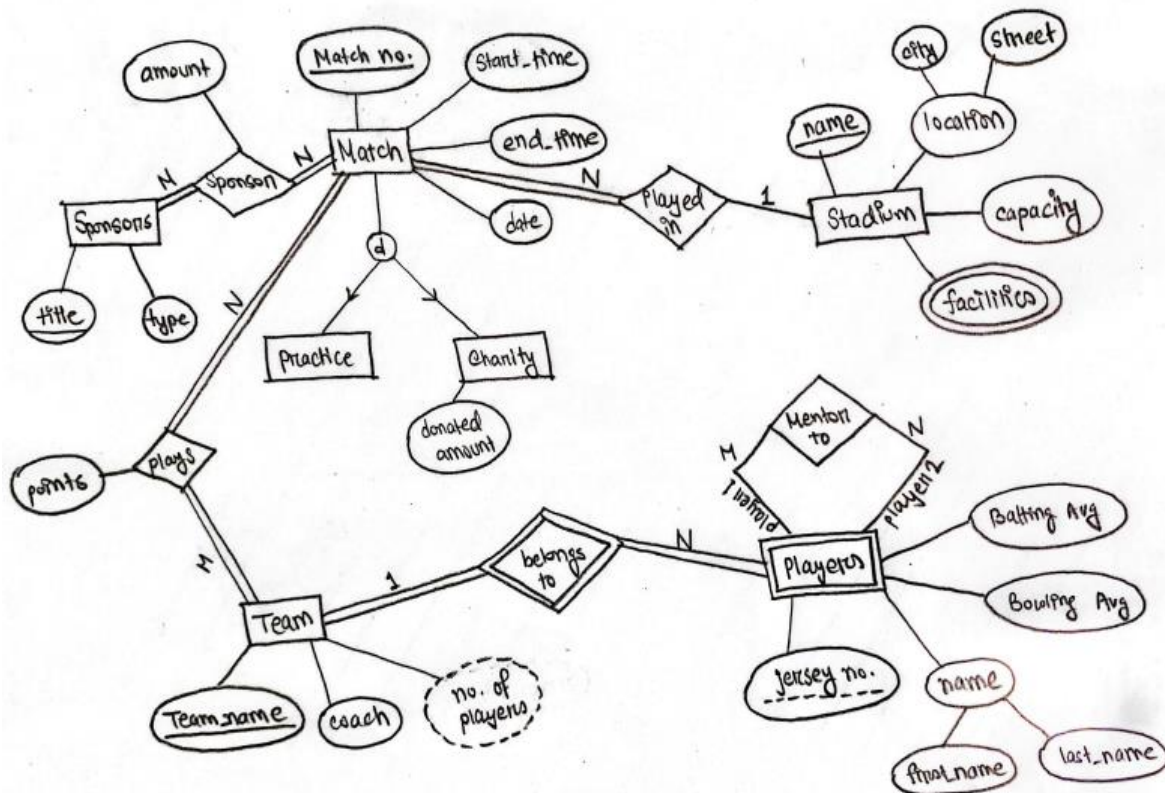 amount
Match no.
Start_time
city
street
name
location
end_time
Match
N
Sponsor
M
Sponsors
N
Played
in
1
Stadium
capacity
date
d
facilities
title
type
N
Practice
Charity
donated
amount
Mentor
to
M
N
player 1
player 2
points
plays
M
Batting Avg
belongs
to
1
N
Players
Bowling Avg
Team
jersey no.
name
Team_name
coach
no. of
players
first_name
last_name